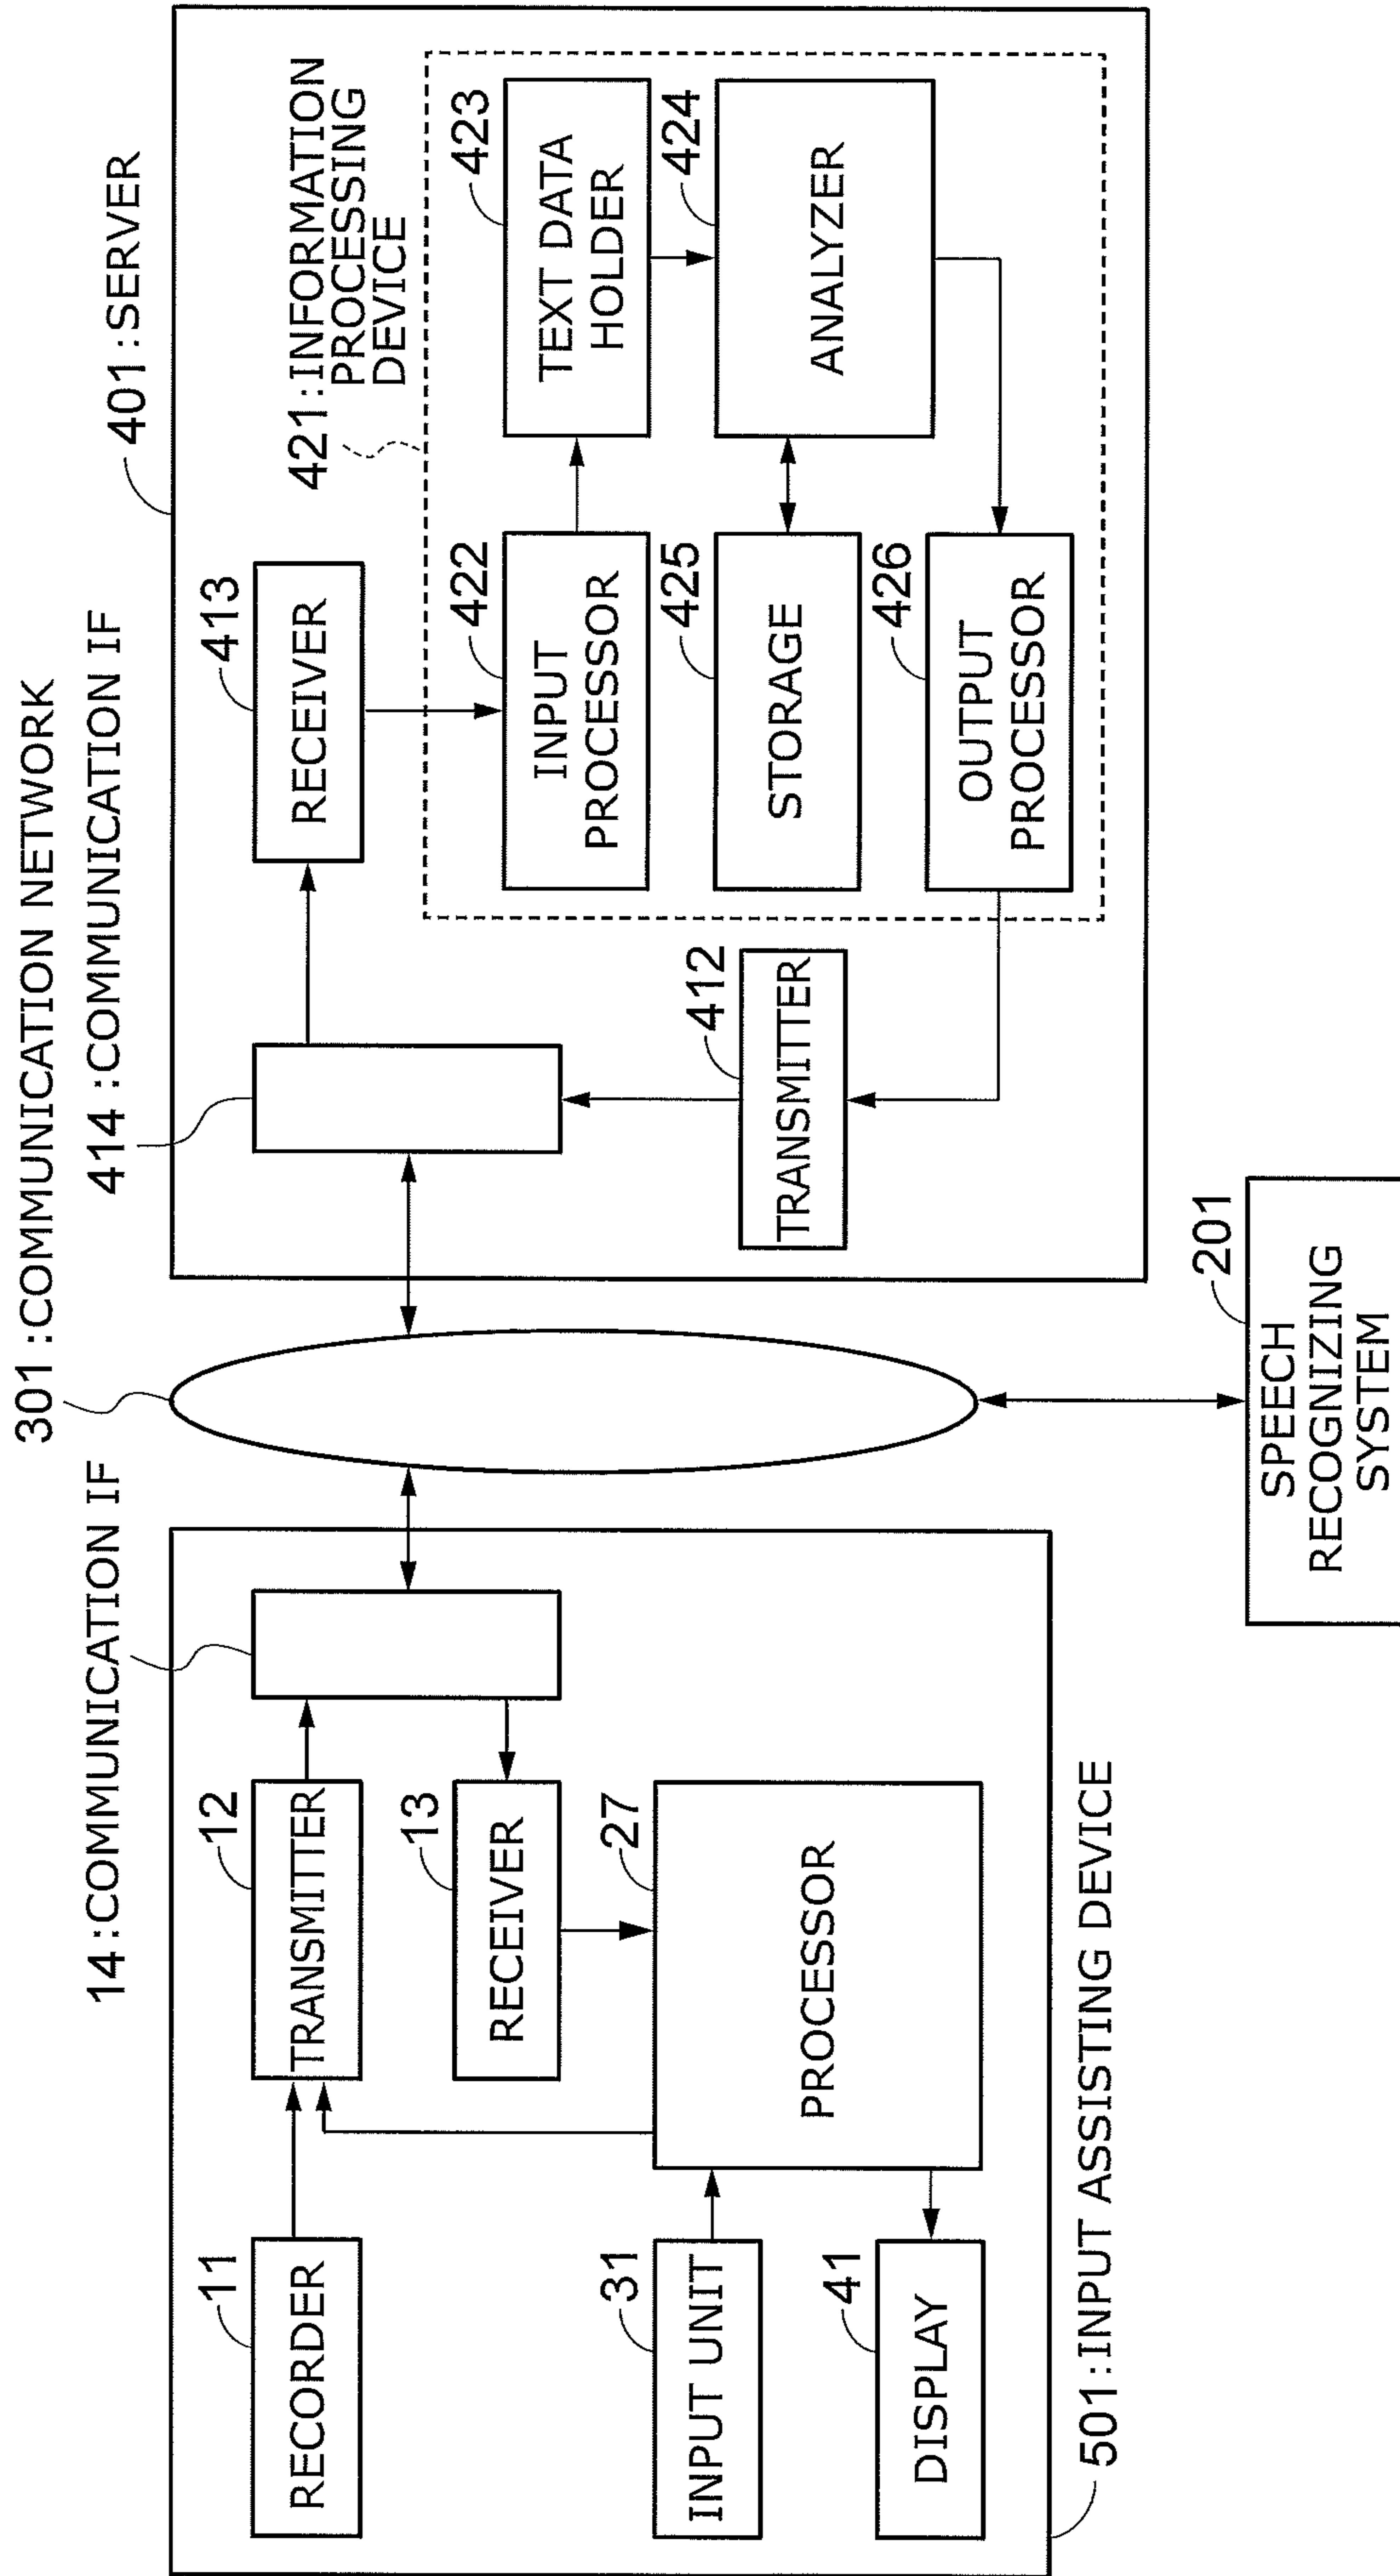 301 :COMMUNICATION NETWORK
14 :COMMUNICATION IF
414 :COMMUNICATION IF
401 :SERVER
11
RECORDER
12
TRANSMITTER
13
RECEIVER
27
PROCESSOR
31
INPUT UNIT
41
DISPLAY
501 :INPUT ASSISTING DEVICE
413
RECEIVER
421 :INFORMATION
PROCESSING
DEVICE
422
INPUT
PROCESSOR
423
TEXT DATA
HOLDER
425
STORAGE
424
ANALYZER
426
OUTPUT
PROCESSOR
412
TRANSMITTER
201
SPEECH
RECOGNIZING
SYSTEM